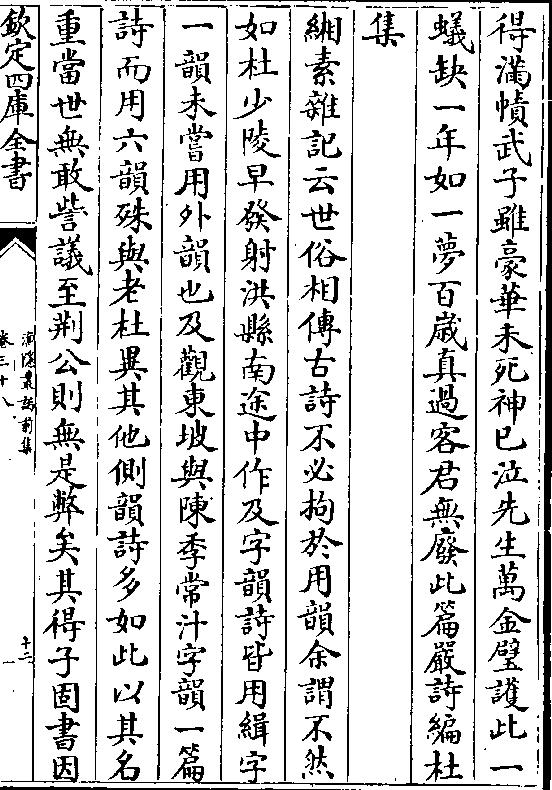 得滿幘武子雖豪華未死神已泣先生萬金璧護此一
蟻缺一年如一夢百歳真過客君無廢此篇嚴詩編杜
集
緗素雜記云世俗相傳古詩不必拘於用韻余謂不然
如杜少陵早發射洪縣南途中作及字韻詩皆用緝字
一韻未嘗用外韻也及觀東坡與陳季常汁字韻一篇
詩而用六韻殊與老杜異其他側韻詩多如此以其名
重當世無敢訾議至荆公則無是弊矣其得子固書因
欽定四庫全書
漁隱叢話前集
卷三十八
十二